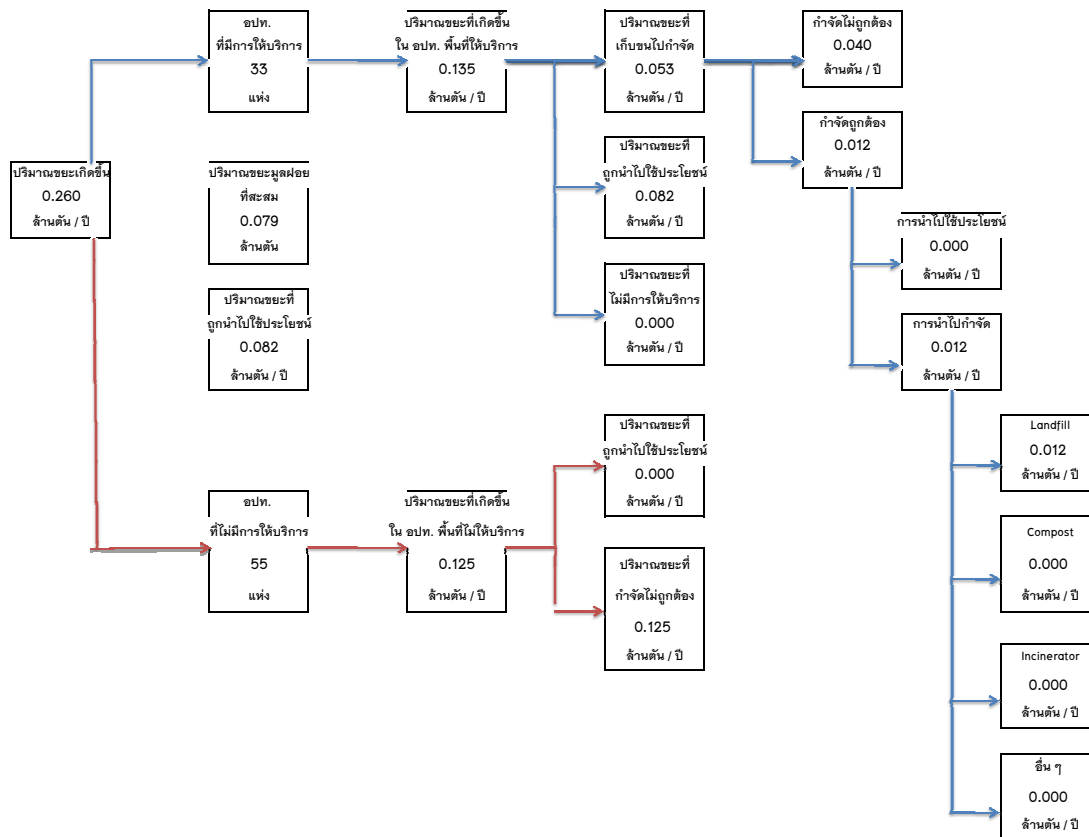 ปริมาณขยะเกิดขึ้น
0.260
ล้านตัน / ปี
อปท.
ที่มีการให้บริการ
33
แห่ง
ปริมาณขยะมูลฝอย
ที่สะสม
0.079
ล้านตัน
ปริมาณขยะที่
ถูกนำไปใช้ประโยชน์
0.082
ล้านตัน / ปี
อปท.
ที่ไม่มีการให้บริการ
55
แห่ง
ปริมาณขยะที่เกิดขึ้น
ใน อปท. พื้นที่ให้บริการ
0.135
ล้านตัน / ปี
ปริมาณขยะที่เกิดขึ้น
ใน อปท. พื้นที่ไม่ให้บริการ
0.125
ล้านตัน / ปี
ปริมาณขยะที่
เก็บขนไปกำจัด
0.053
ล้านตัน / ปี
ปริมาณขยะที่
ถูกนำไปใช้ประโยชน์
0.082
ล้านตัน / ปี
ปริมาณขยะที่
ไม่มีการให้บริการ
0.000
ล้านตัน / ปี
ปริมาณขยะที่
ถูกนำไปใช้ประโยชน์
0.000
ล้านตัน / ปี
ปริมาณขยะที่
กำจัดไม่ถูกต้อง
0.125
ล้านตัน / ปี
กำจัดไม่ถูกต้อง
0.040
ล้านตัน / ปี
กำจัดถูกต้อง
0.012
ล้านตัน / ปี
การนำไปใช้ประโยชน์
0.000
ล้านตัน / ปี
การนำไปกำจัด
0.012
ล้านตัน / ปี
Landfill
0.012
ล้านตัน / ปี
Compost
0.000
ล้านตัน / ปี
Incinerator
0.000
ล้านตัน / ปี
อื่น ๆ
0.000
ล้านตัน / ปี